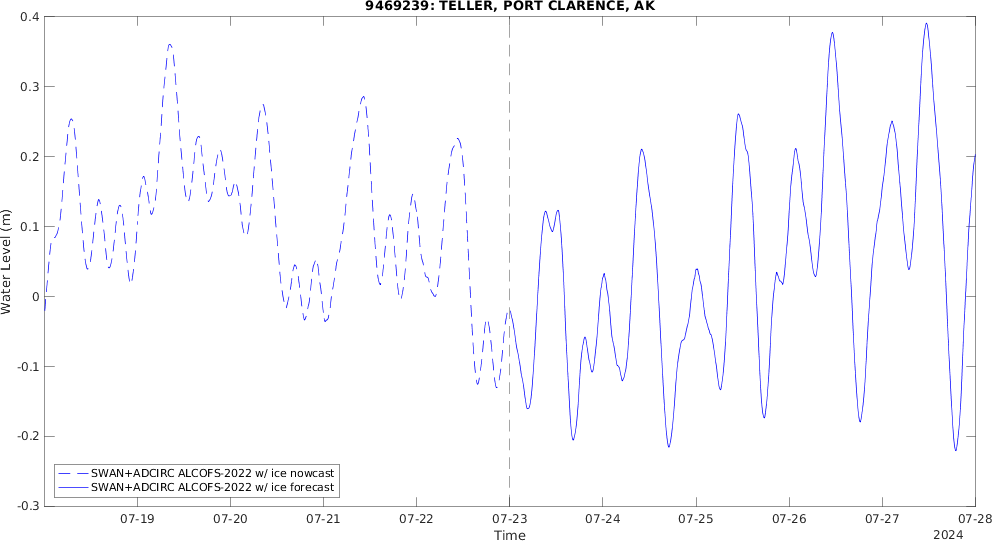 9469239: TELLER, PORT CLARENCE, AK
0.4
0.3
0.2
0.1
0
-0.1
-0.2
-0.3
Water Level (m)
SWAN+ADCIRC ALCOFS-2022 w/ ice nowcast
SWAN+ADCIRC ALCOFS-2022 w/ ice forecast
07-19 07-20 07-21 07-22 07-23 07-24 07-25 07-26 07-27 07-28
Time
2024